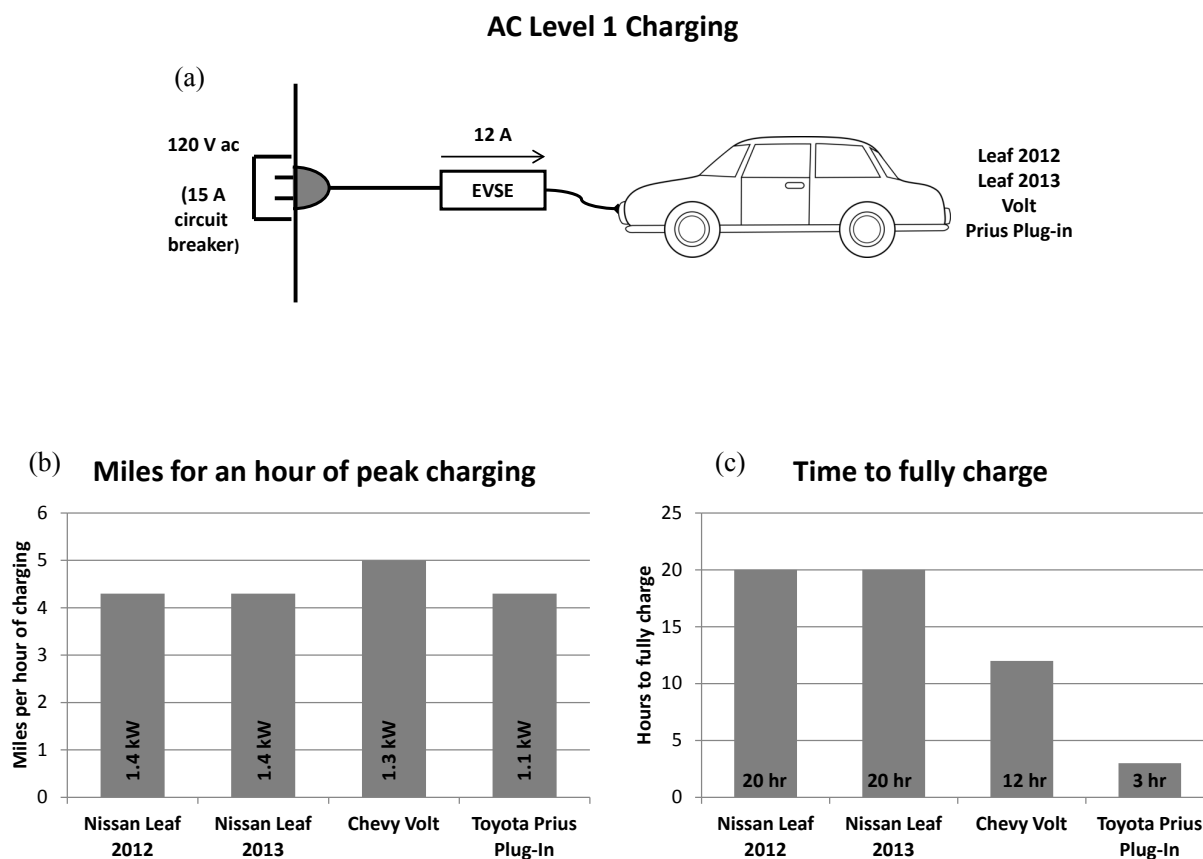 AC Level 1 Charging
(a)
120 V ac
(15 A
circuit
breaker)
12 A
EVSE
Leaf 2012
Leaf 2013
Volt
Prius Plug-in
(b)
Miles for an hour of peak charging
Miles per hour of charging
6
5
4
3
2
1
0
1.4 kW
1.4 kW
1.3 kW
1.1 kW
Nissan Leaf
2012
Nissan Leaf
2013
Chevy Volt
Toyota Prius
Plug-In
(c)
Time to fully charge
Hours to fully charge
25
20
15
10
5
0
20 hr
20 hr
12 hr
3 hr
Nissan Leaf
2012
Nissan Leaf
2013
Chevy Volt
Toyota Prius
Plug-In